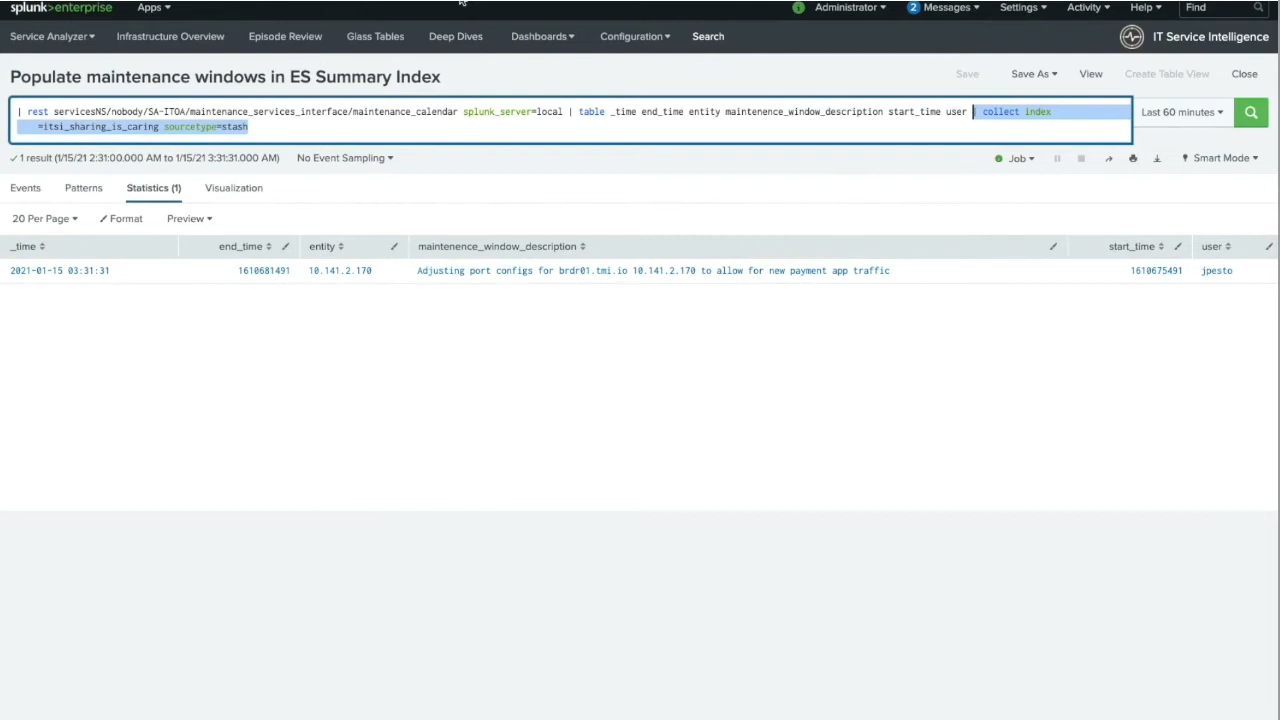 splunk>enterprise Apps Administrator 2 Messages Settings Activity Help Find
Service Analyzer Infrastructure Overview Episode Review Glass Tables Deep Dives Dashboards Configuration Search IT Service Intelligence
Populate maintenance windows in ES Summary Index Save Save As View Create Table View Close
| rest servicesNS/nobody/SA-ITOA/maintenance_services_interface/maintenance_calendar splunk_server=local | table _time end_time entity maintenence_window_description start_time user | collect index Last 60 minutes
=itsi_sharing_is_caring sourcetype=stash
✓ 1 result (1/15/21 2:31:00.000 AM to 1/15/21 3:31:31.000 AM) No Event Sampling Job Smart Mode
Events Patterns Statistics (1) Visualization
20 Per Page Format Preview
_time end_time entity maintenence_window_description start_time user
2021-01-15 03:31:31 1610681491 10.141.2.170 Adjusting port configs for brdr01.tmi.io 10.141.2.170 to allow for new payment app traffic 1610675491 jpesto